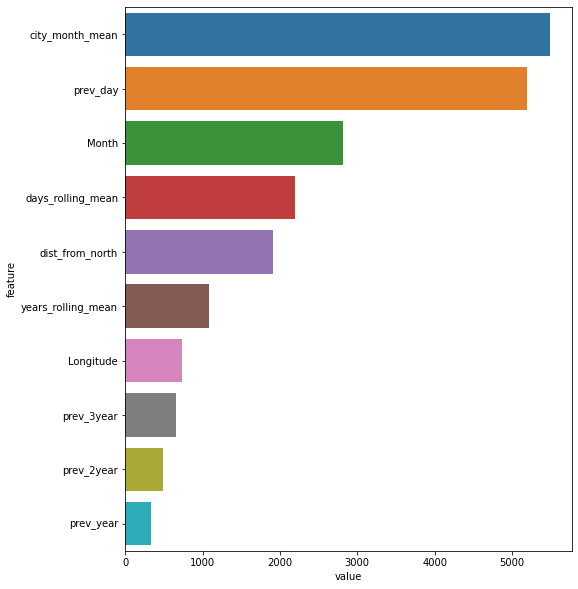 city_month_mean
prev_day
Month
days_rolling_mean
dist_from_north
years_rolling_mean
Longitude
prev_3year
prev_2year
prev_year
feature
0 1000 2000 3000 4000 5000
value